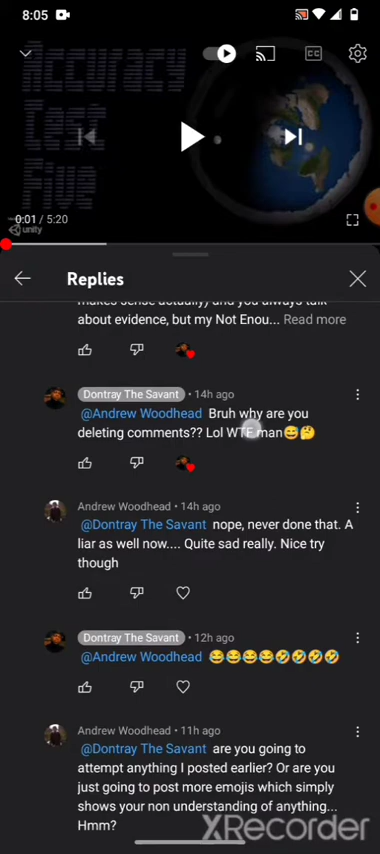 8:05
Accuracy
Test
Five
0:01 / 5:20
unity
Replies
makes sense actually) and you always talk
about evidence, but my Not Enou... Read more
Dontray The Savant • 14h ago
@Andrew Woodhead Bruh why are you
deleting comments?? Lol WTF man😅🤔
Andrew Woodhead • 14h ago
@Dontray The Savant nope, never done that. A
liar as well now.... Quite sad really. Nice try
though
Dontray The Savant • 12h ago
@Andrew Woodhead 😂😂😂😂🤣🤣🤣🤣
Andrew Woodhead • 11h ago
@Dontray The Savant are you going to
attempt anything I posted earlier? Or are you
just going to post more emojis which simply
shows your non understanding of anything...
Hmm?
XRecorder